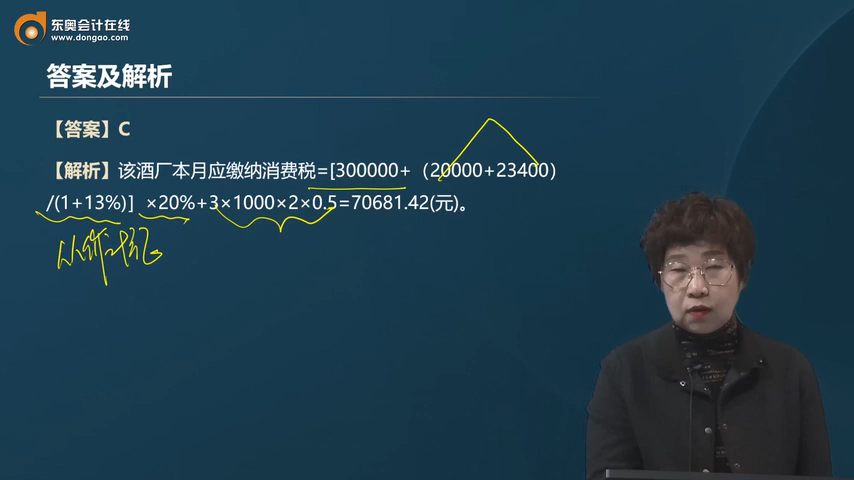 东奥会计在线
www.dongao.com
答案及解析
【答案】C
【解析】该酒厂本月应缴纳消费税=[300000+（20000+23400）
/(1+13%)] ×20%+3×1000×2×0.5=70681.42(元)。